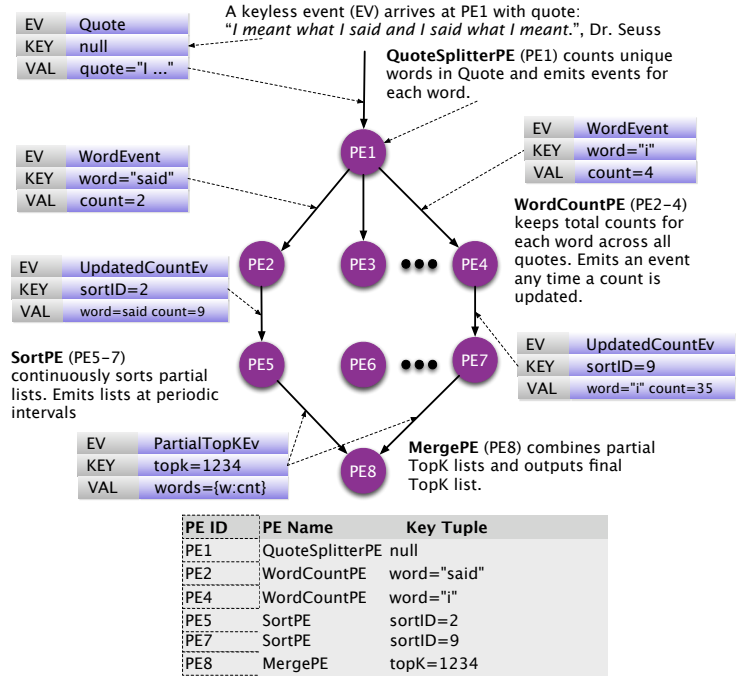 A keyless event (EV) arrives at PE1 with quote:
“I meant what I said and I said what I meant.”, Dr. Seuss
EV Quote
KEY null
VAL quote="I ..."
QuoteSplitterPE (PE1) counts unique
words in Quote and emits events for
each word.
PE1
EV WordEvent
KEY word="said"
VAL count=2
EV WordEvent
KEY word="i"
VAL count=4
WordCountPE (PE2-4)
keeps total counts for
each word across all
quotes. Emits an event
any time a count is
updated.
PE2 PE3 PE4
EV UpdatedCountEv
KEY sortID=2
VAL word=said count=9
EV UpdatedCountEv
KEY sortID=9
VAL word="i" count=35
SortPE (PE5-7)
continuously sorts partial
lists. Emits lists at periodic
intervals
PE5 PE6 PE7
EV PartialTopKEv
KEY topk=1234
VAL words={w:cnt}
PE8
MergePE (PE8) combines partial
TopK lists and outputs final
TopK list.
PE ID PE Name Key Tuple
PE1 QuoteSplitterPE null
PE2 WordCountPE word="said"
PE4 WordCountPE word="i"
PE5 SortPE sortID=2
PE7 SortPE sortID=9
PE8 MergePE topK=1234